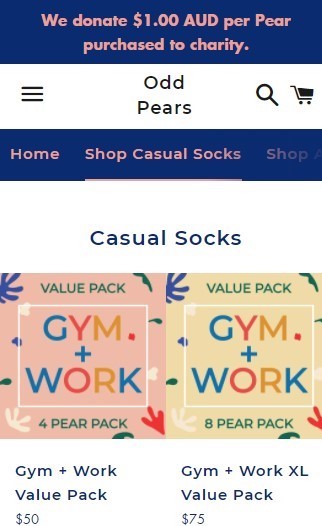 We donate $1.00 AUD per Pear
purchased to charity.
Odd
Pears
Home
Shop Casual Socks
Shop
Casual Socks
VALUE PACK
GYM.
+
WORK
4 PEAR PACK
VALUE PACK
GYM.
+
WORK
8 PEAR PACK
Gym + Work
Value Pack
$50
Gym + Work XL
Value Pack
$75